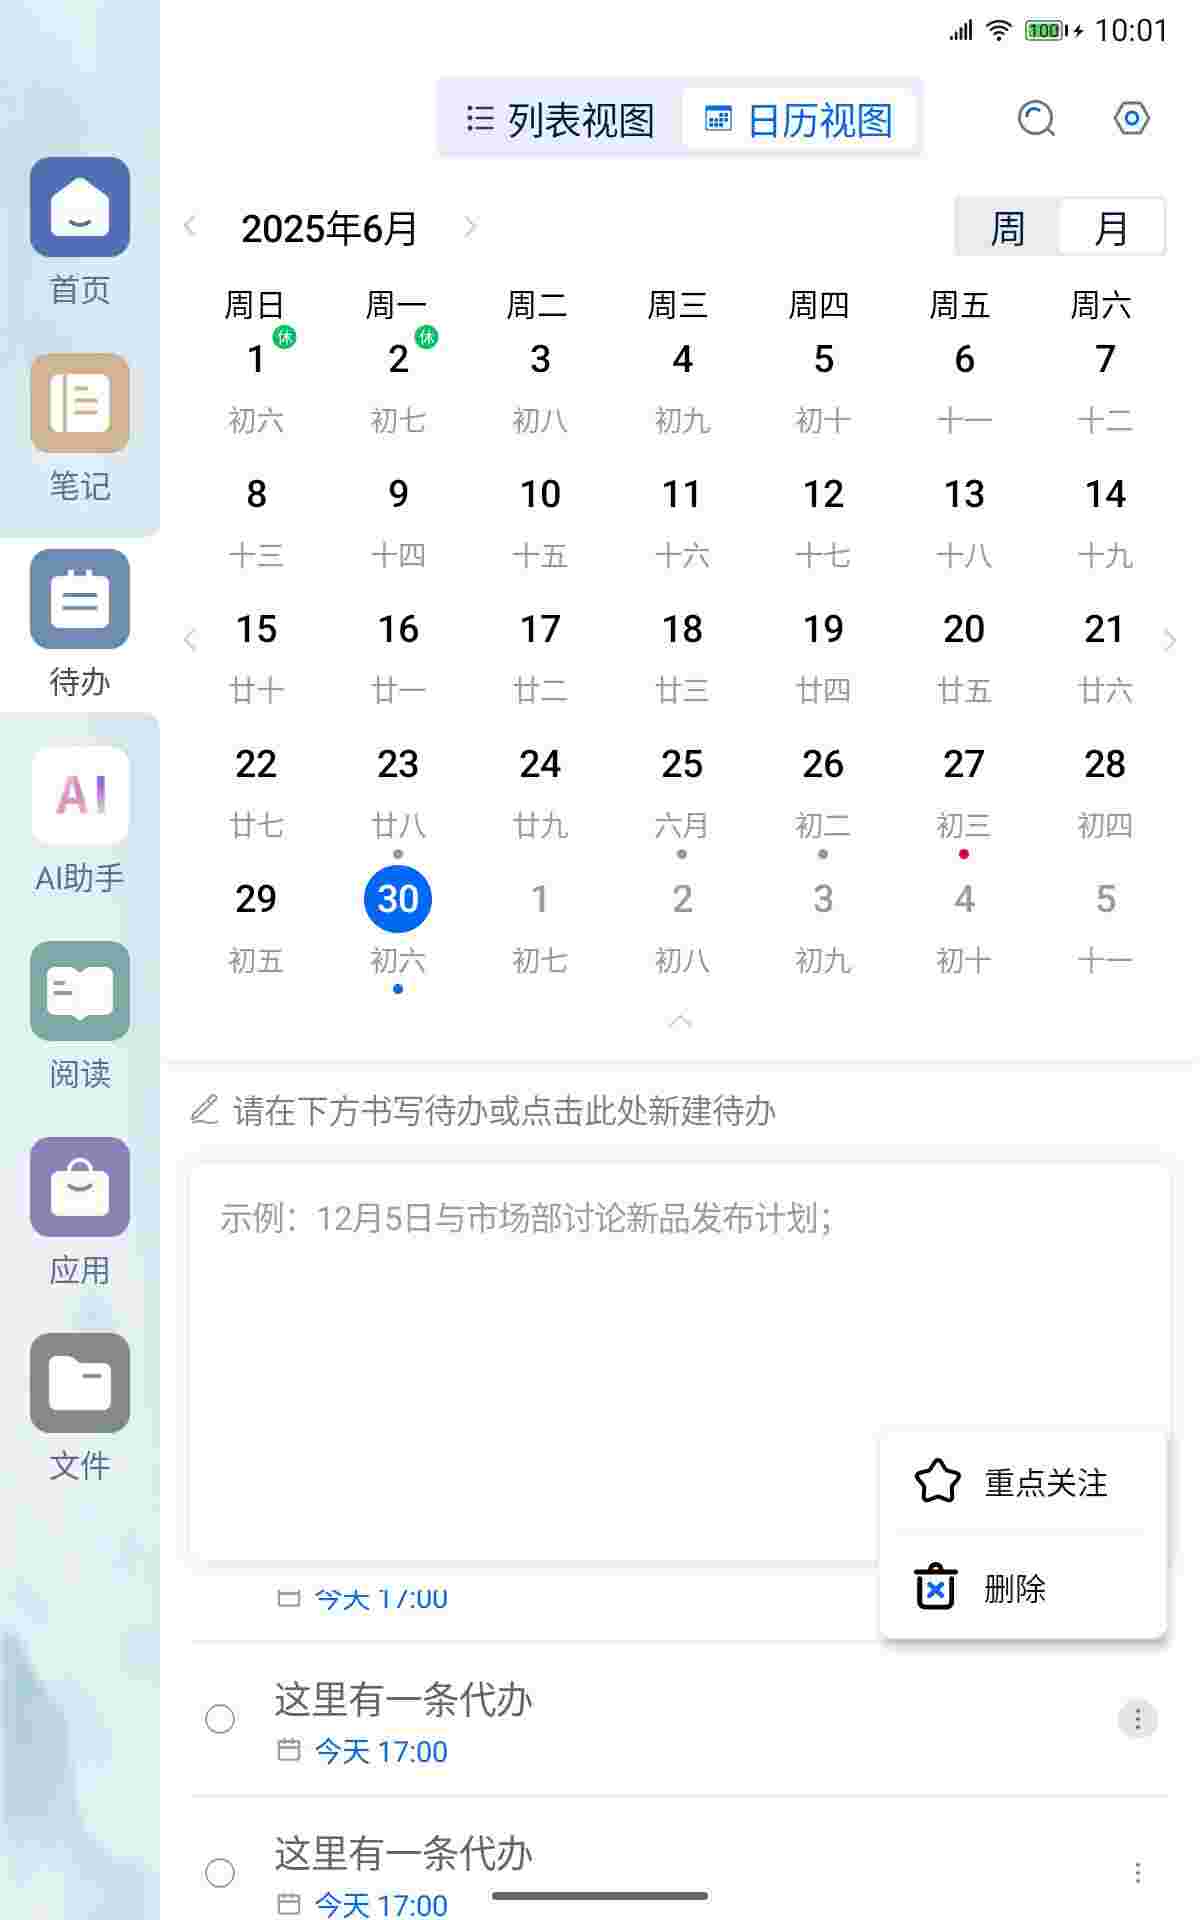 100 10:01
列表视图 日历视图
首页
笔记
待办
AI
AI助手
阅读
应用
文件
2025年6月 周 月
周日 周一 周二 周三 周四 周五 周六
休 休
1 2 3 4 5 6 7
初六 初七 初八 初九 初十 十一 十二
8 9 10 11 12 13 14
十三 十四 十五 十六 十七 十八 十九
15 16 17 18 19 20 21
廿十 廿一 廿二 廿三 廿四 廿五 廿六
22 23 24 25 26 27 28
廿七 廿八 廿九 六月 初二 初三 初四
29 30 1 2 3 4 5
初五 初六 初七 初八 初九 初十 十一
请在下方书写待办或点击此处新建待办
示例：12月5日与市场部讨论新品发布计划；
重点关注
删除
今天 17:00
这里有一条代办
今天 17:00
这里有一条代办
今天 17:00